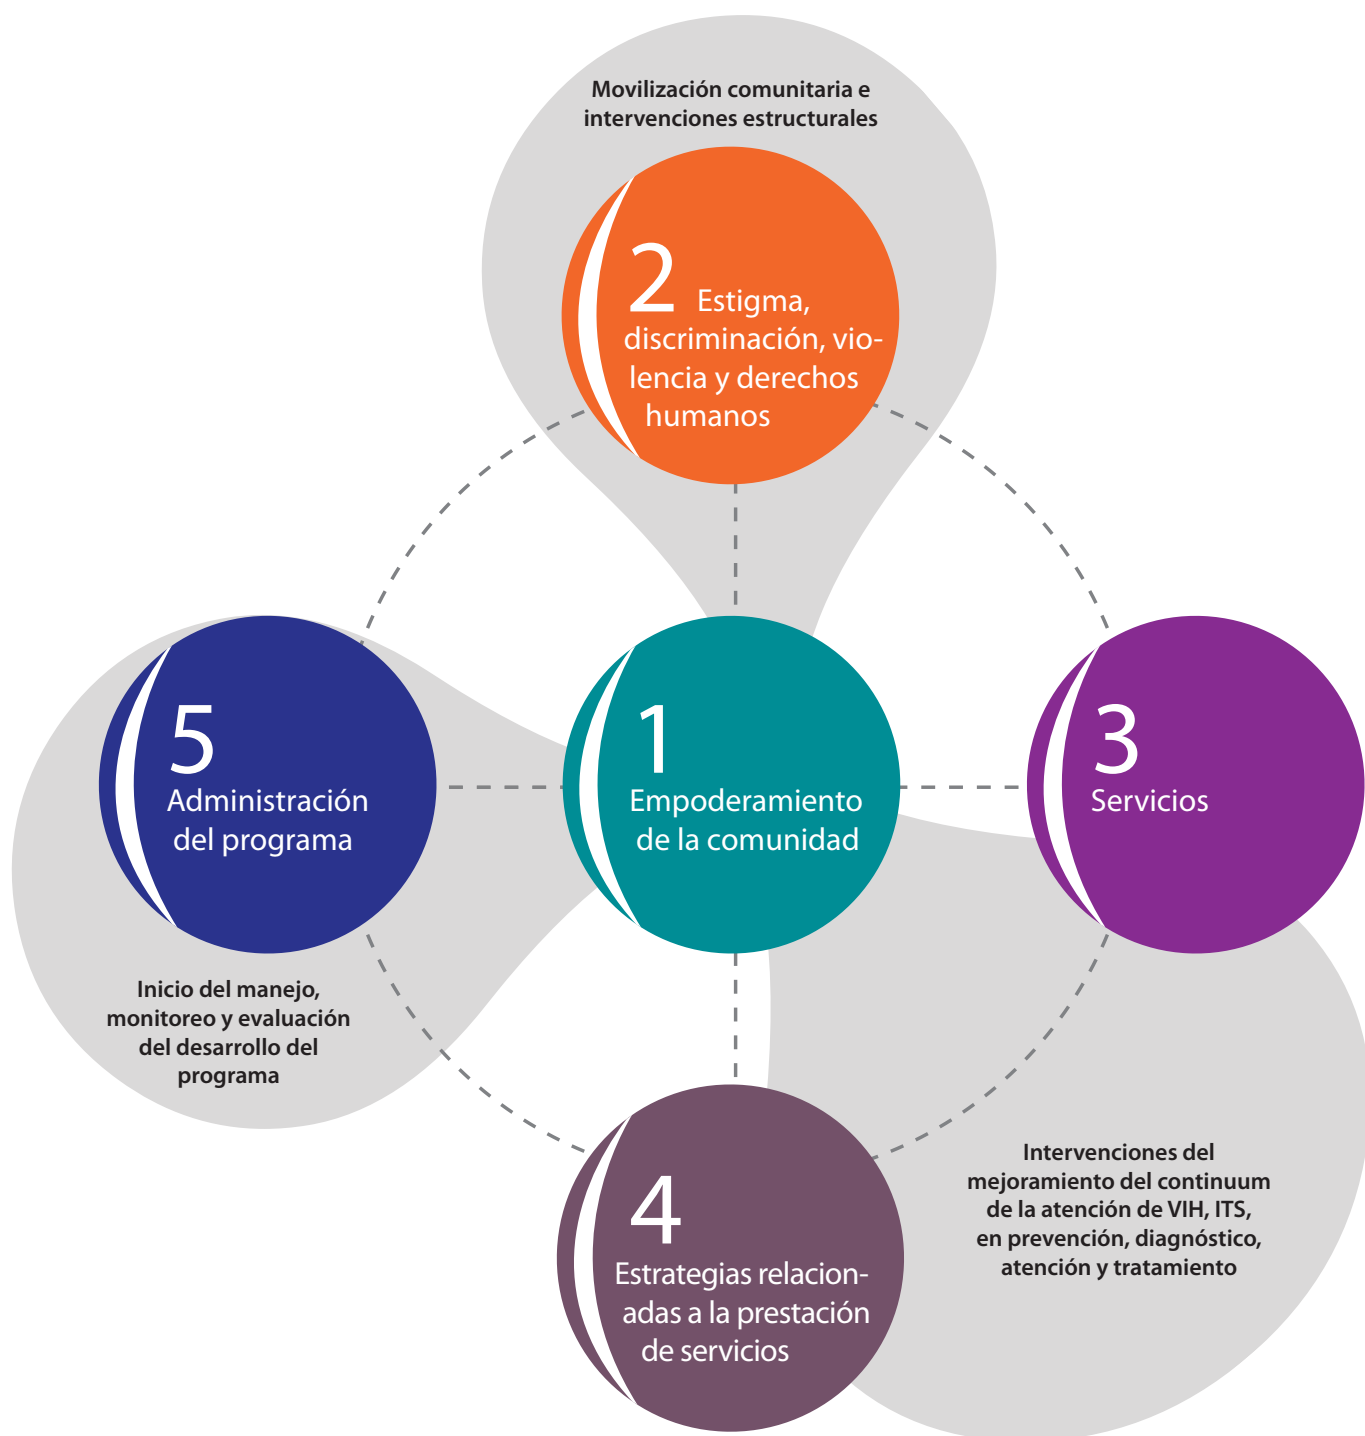 Movilización comunitaria e
intervenciones estructurales
2 Estigma,
discriminación, vio-
lencia y derechos
humanos
5
Administración
del programa
1
Empoderamiento
de la comunidad
3
Servicios
Inicio del manejo,
monitoreo y evaluación
del desarrollo del
programa
4
Estrategias relacion-
adas a la prestación
de servicios
Intervenciones del
mejoramiento del continuum
de la atención de VIH, ITS,
en prevención, diagnóstico,
atención y tratamiento